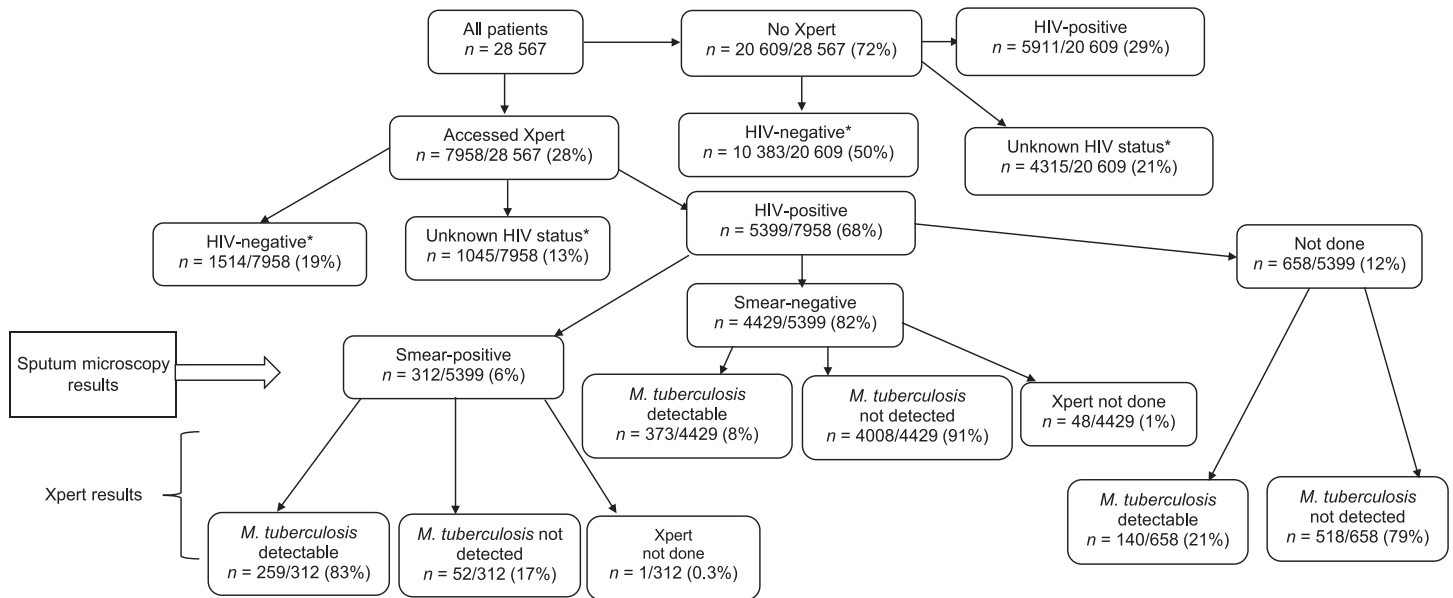 All patients
n = 28 567
No Xpert
n = 20 609/28 567 (72%)
HIV-positive
n = 5911/20 609 (29%)
Accessed Xpert
n = 7958/28 567 (28%)
HIV-negative*
n = 10 383/20 609 (50%)
Unknown HIV status*
n = 4315/20 609 (21%)
HIV-negative*
n = 1514/7958 (19%)
Unknown HIV status*
n = 1045/7958 (13%)
HIV-positive
n = 5399/7958 (68%)
Not done
n = 658/5399 (12%)
Smear-negative
n = 4429/5399 (82%)
Sputum microscopy
results
Smear-positive
n = 312/5399 (6%)
M. tuberculosis
detectable
n = 373/4429 (8%)
M. tuberculosis
not detected
n = 4008/4429 (91%)
Xpert not done
n = 48/4429 (1%)
Xpert results
M. tuberculosis
detectable
n = 259/312 (83%)
M. tuberculosis not
detected
n = 52/312 (17%)
Xpert
not done
n = 1/312 (0.3%)
M. tuberculosis
detectable
n = 140/658 (21%)
M. tuberculosis
not detected
n = 518/658 (79%)